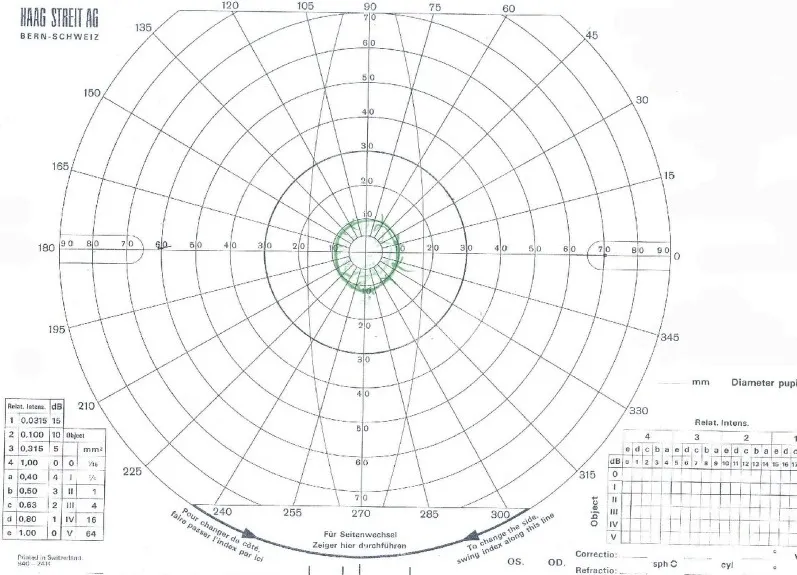 HAAG STREIT AG
BERN-SCHWEIZ
120 105 90 75 60
135 45
150 30
165 15
180 0
195 345
210 330
225 315
240 255 270 285 300
70
60
50
40
30
20
10
90 80 70 60 50 40 30 20 10 10 20 30 40 50 60 70 80 90
10
20
30
40
50
60
70
mm Diameter pupi
Relat. Intens. dB
1 0.0315 15
2 0.100 10 Object
3 0.315 5 mm²
4 1,00 0 0 1/16
a 0,40 4 I
b 0.50 3 II 1
c 0.63 2 III 4
d 0,80 1 IV 16
e 1.00 0 V 64
Relat. Intens.
4 3 2 1
e d c b a e d c b a e d c b a e d c
dB 0 1 2 3 4 5 6 7 8 9 10 11 12 13 14 15 16 17
Object
0
I
II
III
IV
V
Pour changer de côté,
faire passer l'index par ici
Für Seitenwechsel
Zeiger hier durchführen
To change the side,
swing index along this line
Printed in Switzerland
OS. OD.
Correctio:
Refractio:
sph cyl